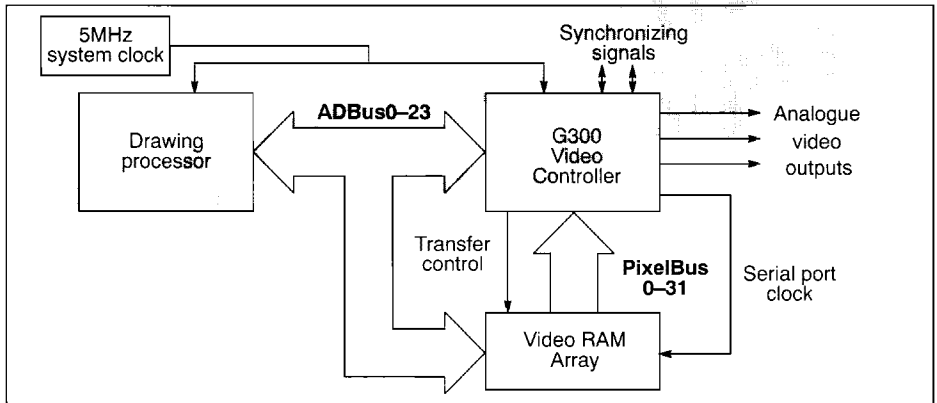 5MHz
system clock
Synchronizing
signals
ADBus0–23
Drawing
processor
G300
Video
Controller
Analogue
video
outputs
Transfer
control
PixelBus
0–31
Serial port
clock
Video RAM
Array